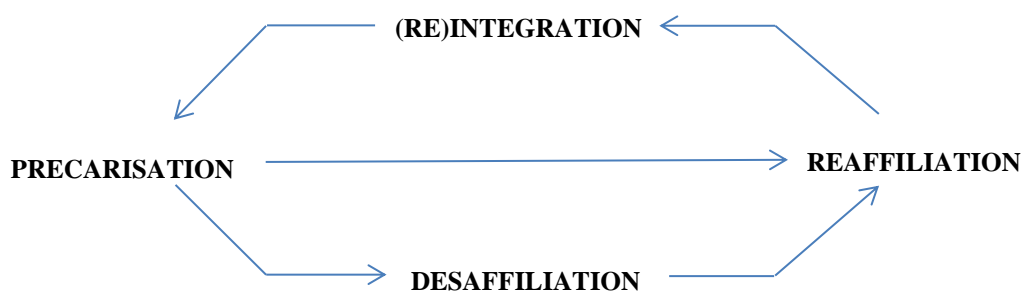 (RE)INTEGRATION
PRECARISATION
REAFFILIATION
DESAFFILIATION